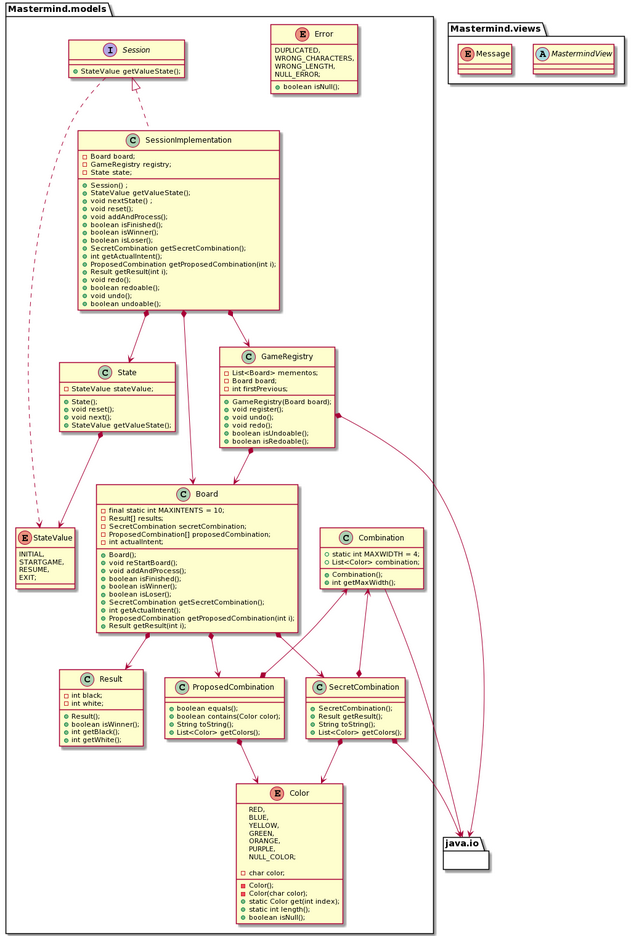 Mastermind.models
I Session
StateValue getValueState();
E Error
DUPLICATED,
WRONG_CHARACTERS,
WRONG_LENGTH,
NULL_ERROR;
boolean isNull();
Mastermind.views
E Message
A MastermindView
C SessionImplementation
Board board;
GameRegistry registry;
State state;
Session() ;
StateValue getValueState();
void nextState() ;
void reset();
void addAndProcess();
boolean isFinished();
boolean isWinner();
boolean isLoser();
SecretCombination getSecretCombination();
int getActualIntent();
ProposedCombination getProposedCombination(int i);
Result getResult(int i);
void redo();
boolean redoable();
void undo();
boolean undoable();
C State
StateValue stateValue;
State();
void reset();
void next();
StateValue getValueState();
C GameRegistry
List<Board> mementos;
Board board;
int firstPrevious;
GameRegistry(Board board);
void register();
void undo();
void redo();
boolean isUndoable();
boolean isRedoable();
E StateValue
INITIAL,
STARTGAME,
RESUME,
EXIT;
C Board
final static int MAXINTENTS = 10;
Result[] results;
SecretCombination secretCombination;
ProposedCombination[] proposedCombination;
int actualIntent;
Board();
void reStartBoard();
void addAndProcess();
boolean isFinished();
boolean isWinner();
boolean isLoser();
SecretCombination getSecretCombination();
int getActualIntent();
ProposedCombination getProposedCombination(int i);
Result getResult(int i);
C Combination
static int MAXWIDTH = 4;
List<Color> combination;
Combination();
int getMaxWidth();
C Result
int black;
int white;
Result();
boolean isWinner();
int getBlack();
int getWhite();
C ProposedCombination
boolean equals();
boolean contains(Color color);
String toString();
List<Color> getColors();
C SecretCombination
SecretCombination();
Result getResult();
String toString();
List<Color> getColors();
E Color
RED,
BLUE,
YELLOW,
GREEN,
ORANGE,
PURPLE,
NULL_COLOR;
char color;
Color();
Color(char color);
static Color get(int index);
static int length();
boolean isNull();
java.io